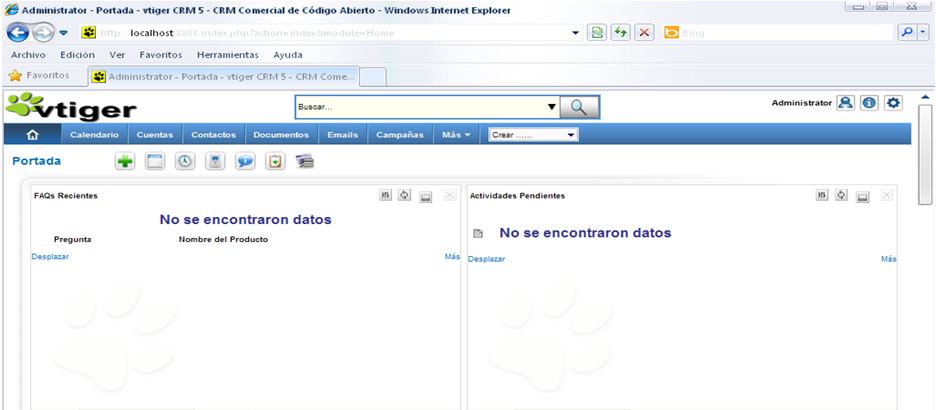 Administrator - Portada - vtiger CRM 5 - CRM Comercial de Código Abierto - Windows Internet Explorer
http://localhost:8888/index.php?action=index&module=Home
Bing
Archivo Edición Ver Favoritos Herramientas Ayuda
Favoritos
Administrator - Portada - vtiger CRM 5 - CRM Come...
vtiger
Buscar...
Administrator
Calendario Cuentas Contactos Documentos Emails Campañas Más Crear ......
Portada
FAQs Recientes
No se encontraron datos
Pregunta Nombre del Producto
Desplazar Más
Actividades Pendientes
No se encontraron datos
Desplazar Más